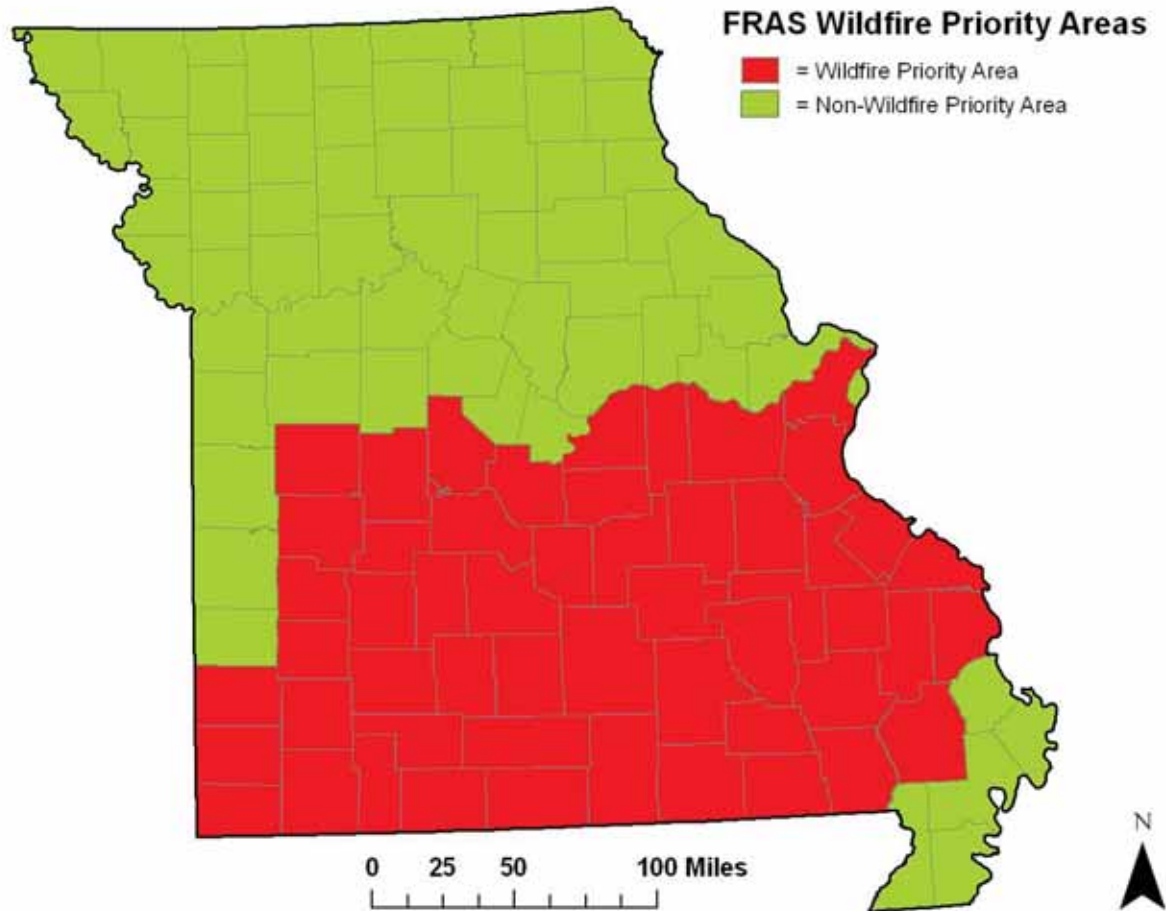 FRAS Wildfire Priority Areas
= Wildfire Priority Area
= Non-Wildfire Priority Area
0 25 50 100 Miles
N